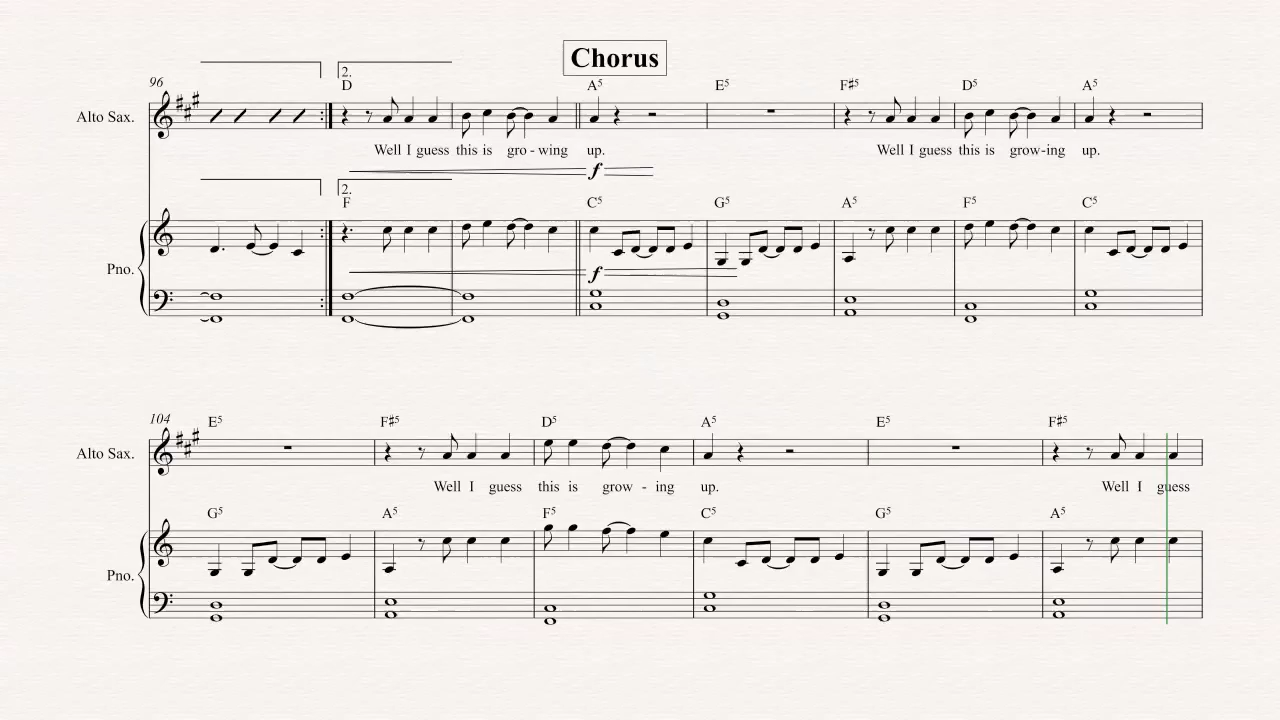 Chorus
96
2.
D A⁵ E⁵ F♯⁵ D⁵ A⁵
Alto Sax.
Well I guess this is gro - wing up. Well I guess this is grow-ing up.
f
2.
F C⁵ G⁵ A⁵ F⁵ C⁵
Pno.
f
104
E⁵ F♯⁵ D⁵ A⁵ E⁵ F♯⁵
Alto Sax.
Well I guess this is grow - ing up. Well I guess
G⁵ A⁵ F⁵ C⁵ G⁵ A⁵
Pno.